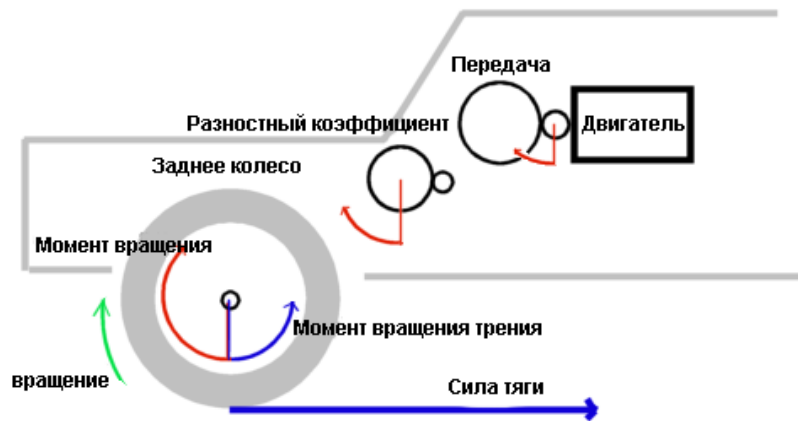 Передача
Разностный коэффициент
Двигатель
Заднее колесо
Момент вращения
Момент вращения трения
вращение
Сила тяги